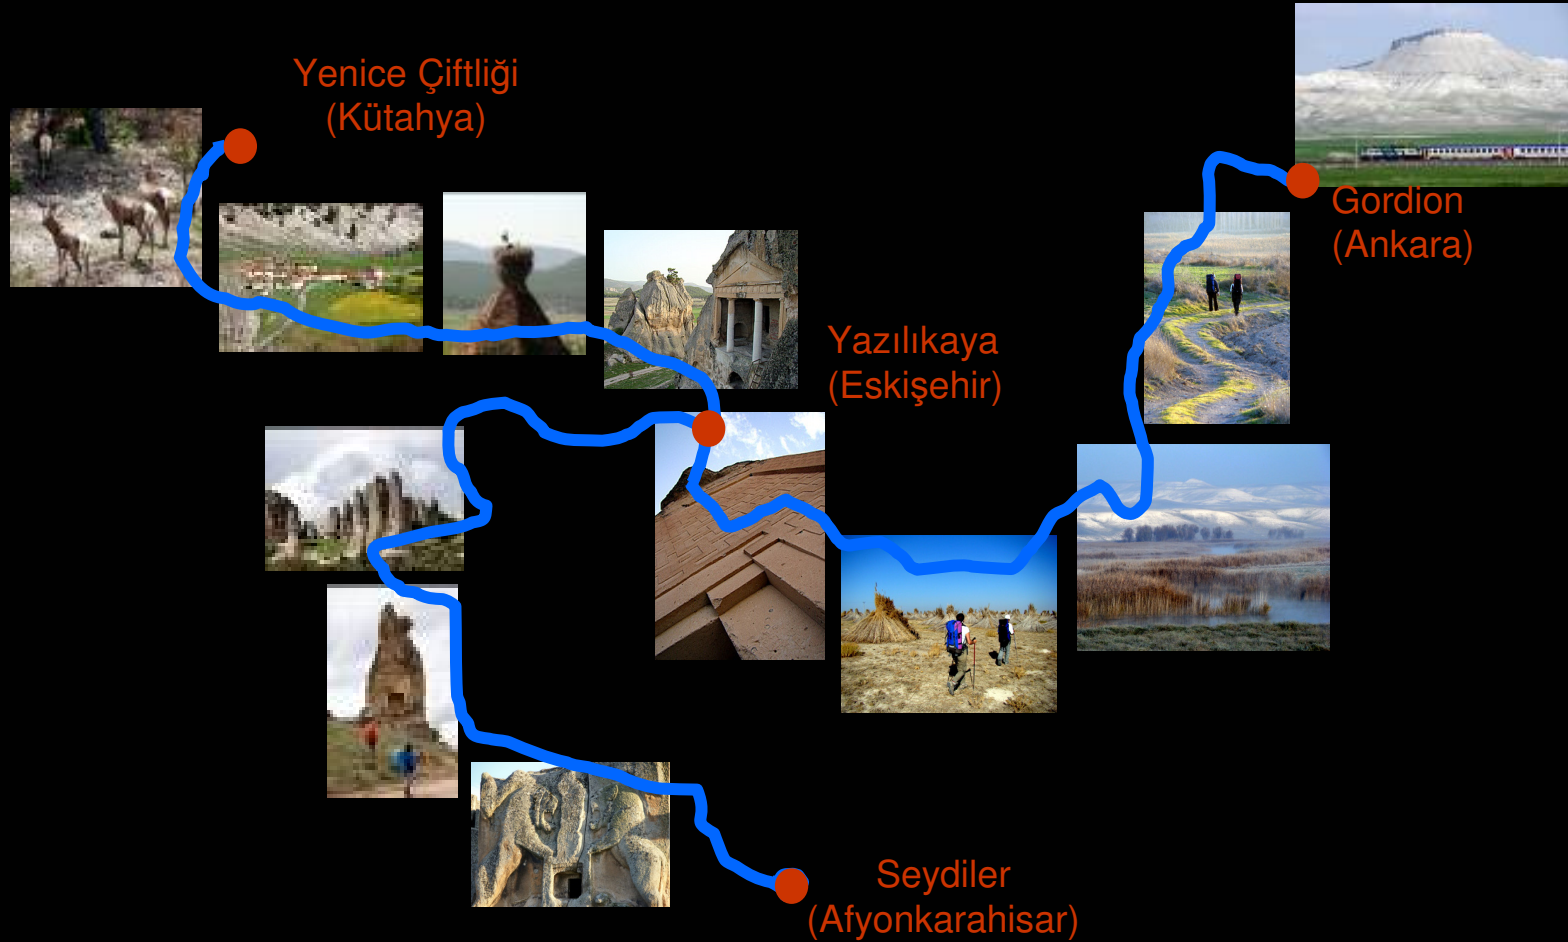 Yenice Çiftliği
(Kütahya)
Gordion
(Ankara)
Yazılıkaya
(Eskişehir)
Seydiler
(Afyonkarahisar)